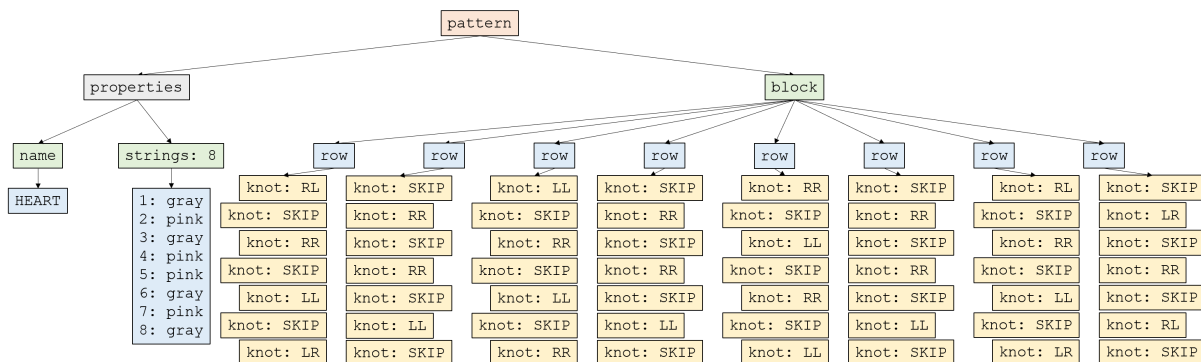 pattern
properties
block
name
strings: 8
row row row row row row row row
HEART
1: gray
2: pink
3: gray
4: pink
5: pink
6: gray
7: pink
8: gray
knot: RL knot: SKIP knot: LL knot: SKIP knot: RR knot: SKIP knot: RL knot: SKIP
knot: SKIP knot: RR knot: SKIP knot: RR knot: SKIP knot: RR knot: SKIP knot: LR
knot: RR knot: SKIP knot: RR knot: SKIP knot: LL knot: SKIP knot: RR knot: SKIP
knot: SKIP knot: RR knot: SKIP knot: RR knot: SKIP knot: RR knot: SKIP knot: RR
knot: LL knot: SKIP knot: LL knot: SKIP knot: RR knot: SKIP knot: LL knot: SKIP
knot: SKIP knot: LL knot: SKIP knot: LL knot: SKIP knot: LL knot: SKIP knot: RL
knot: LR knot: SKIP knot: RR knot: SKIP knot: LL knot: SKIP knot: LR knot: SKIP